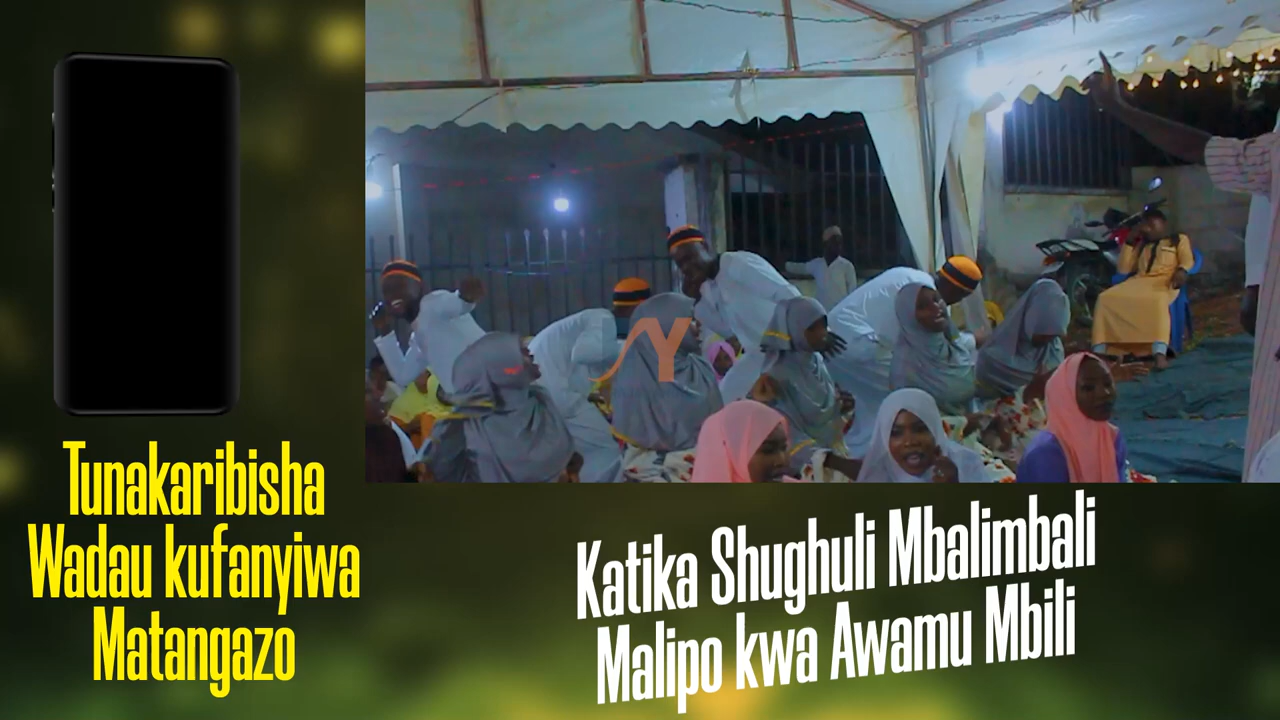 Tunakaribisha
Wadau kufanyiwa
Matangazo
Katika Shughuli Mbalimbali
Malipo kwa Awamu Mbili